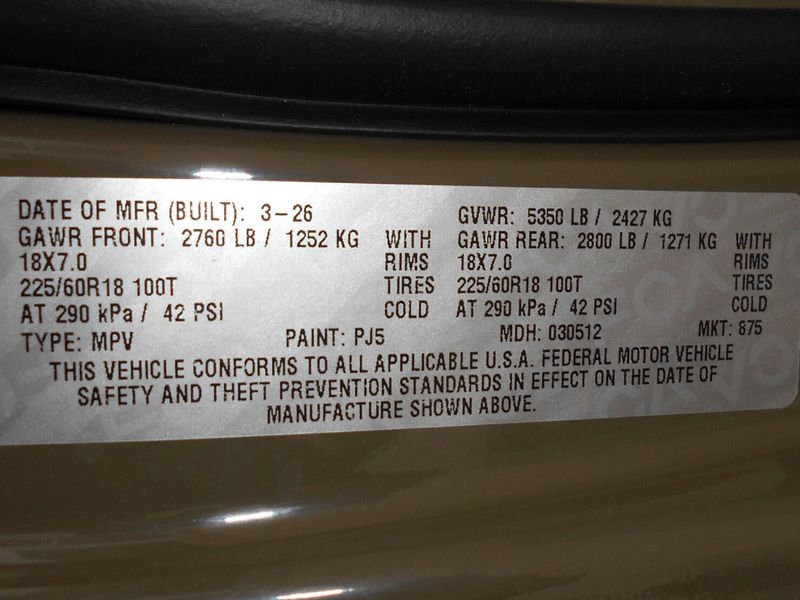 DATE OF MFR (BUILT): 3-26 GVWR: 5350 LB / 2427 KG
GAWR FRONT: 2760 LB / 1252 KG WITH GAWR REAR: 2800 LB / 1271 KG WITH
18X7.0 RIMS 18X7.0 RIMS
225/60R18 100T TIRES 225/60R18 100T TIRES
AT 290 kPa / 42 PSI COLD AT 290 kPa / 42 PSI COLD
TYPE: MPV PAINT: PJ5 MDH: 030512 MKT: 875
THIS VEHICLE CONFORMS TO ALL APPLICABLE U.S.A. FEDERAL MOTOR VEHICLE
SAFETY AND THEFT PREVENTION STANDARDS IN EFFECT ON THE DATE OF
MANUFACTURE SHOWN ABOVE.